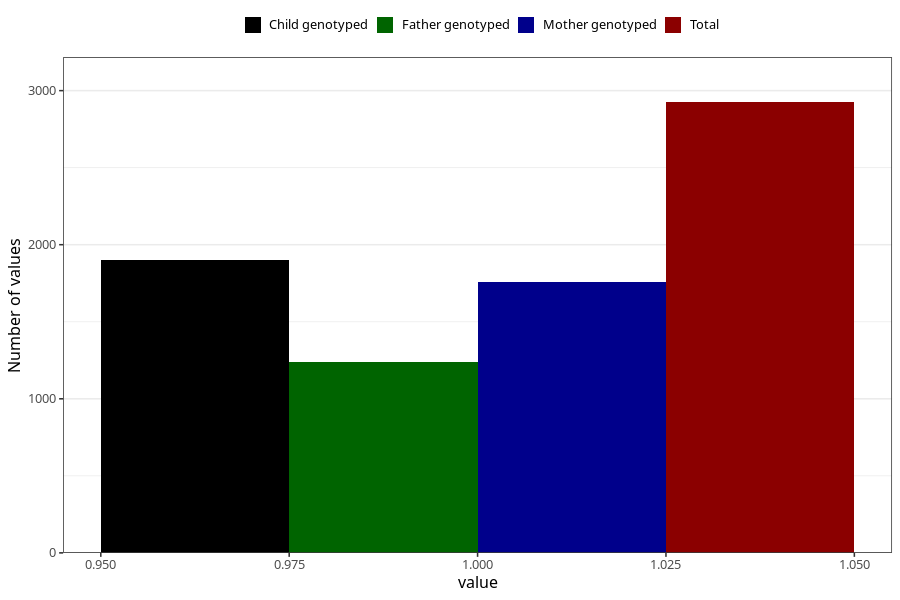 Child genotyped Father genotyped Mother genotyped Total
3000
2000
1000
0
Number of values
0.950 0.975 1.000 1.025 1.050
value